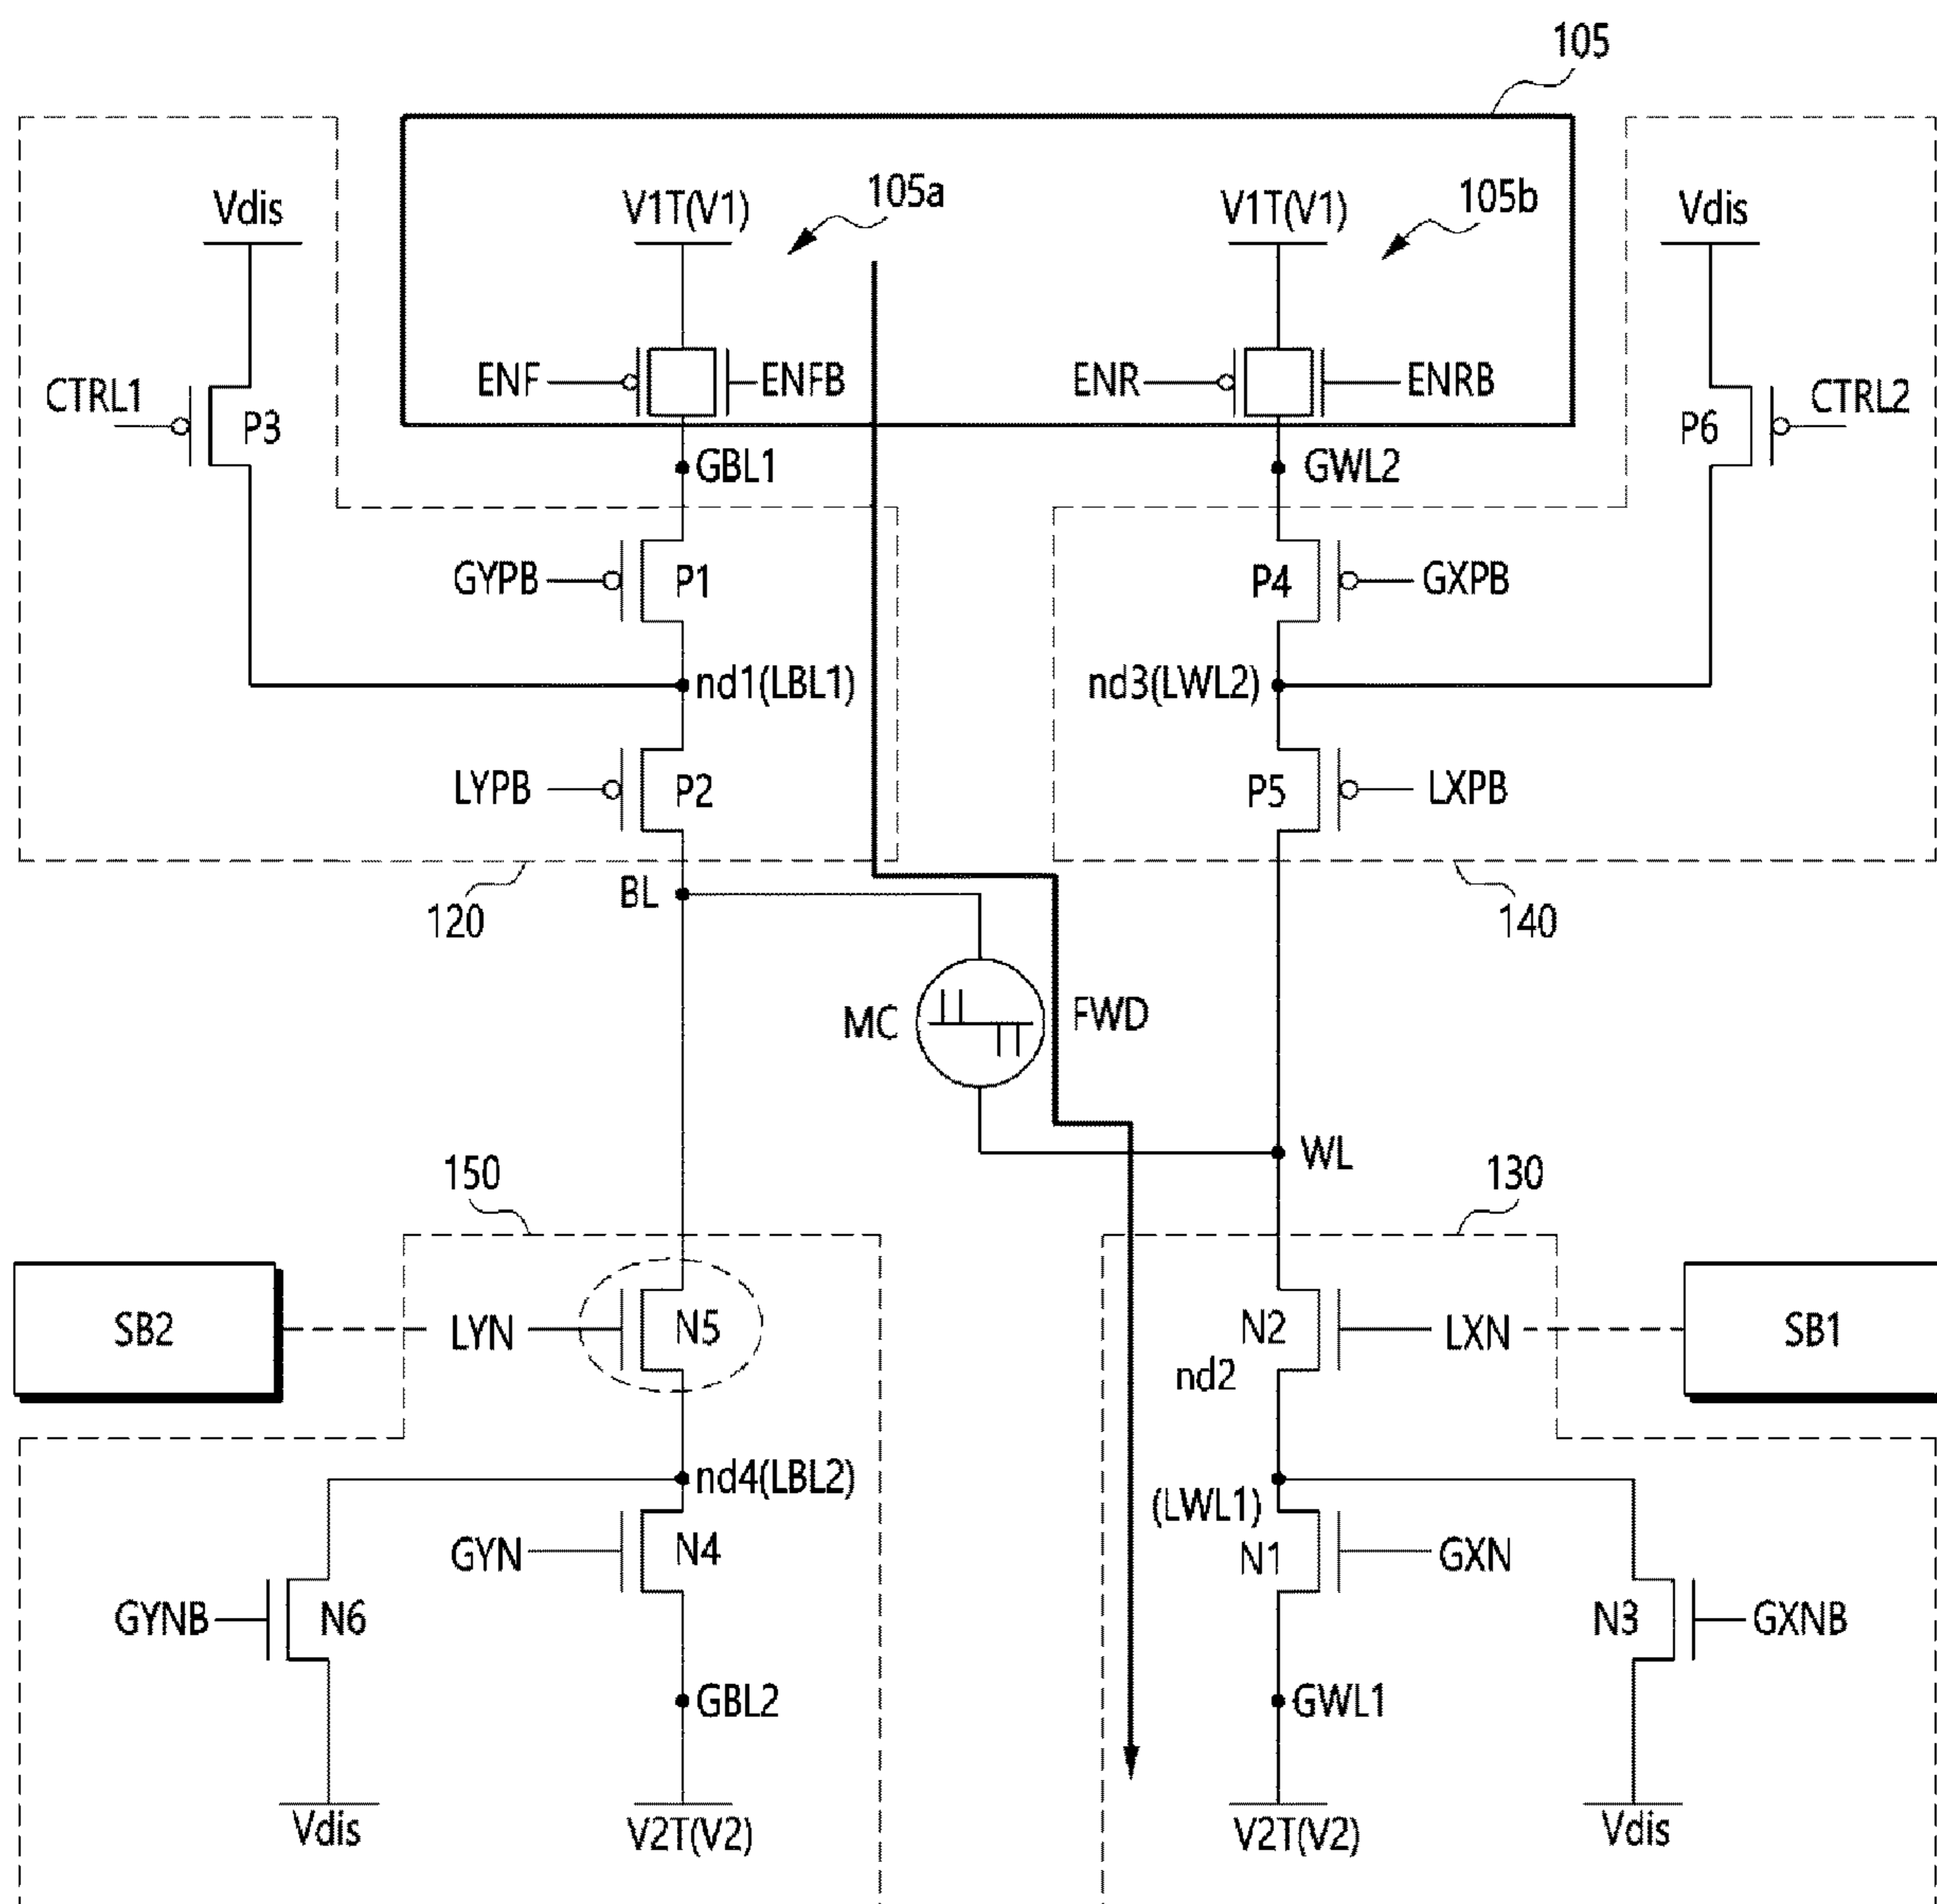 105
Vdis
V1T(V1)
105a
V1T(V1)
105b
Vdis
CTRL1
P3
ENF
ENFB
ENR
ENRB
P6
CTRL2
GBL1
GWL2
GYPB
P1
P4
GXPB
nd1(LBL1)
nd3(LWL2)
LYPB
P2
P5
LXPB
120
BL
140
MC
FWD
WL
150
130
SB2
LYN
N5
N2
LXN
SB1
nd2
nd4(LBL2)
(LWL1)
GYN
N4
N1
GXN
GYNB
N6
N3
GXNB
GBL2
GWL1
Vdis
V2T(V2)
V2T(V2)
Vdis